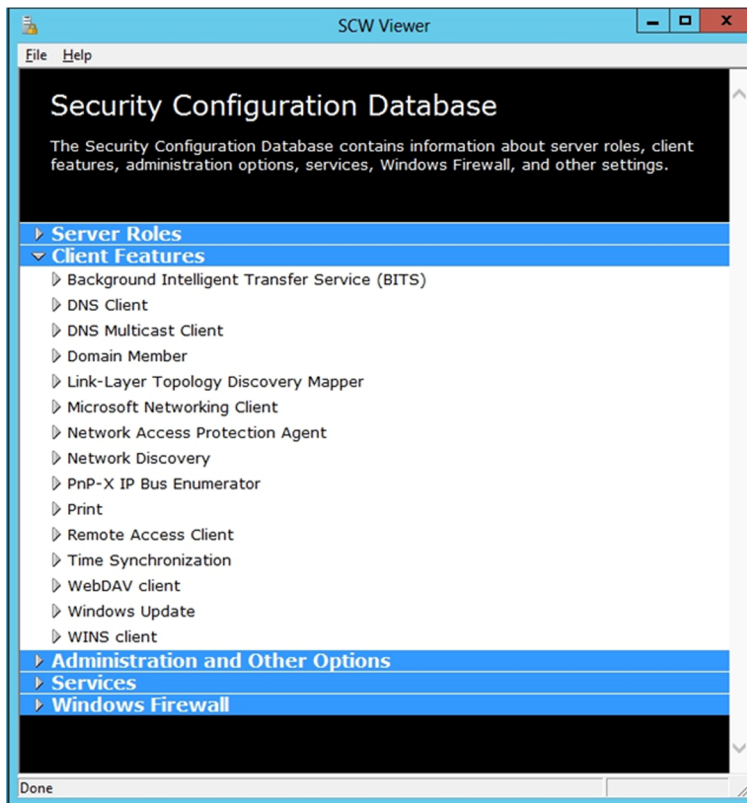 SCW Viewer
File Help
Security Configuration Database
The Security Configuration Database contains information about server roles, client
features, administration options, services, Windows Firewall, and other settings.
Server Roles
Client Features
Background Intelligent Transfer Service (BITS)
DNS Client
DNS Multicast Client
Domain Member
Link-Layer Topology Discovery Mapper
Microsoft Networking Client
Network Access Protection Agent
Network Discovery
PnP-X IP Bus Enumerator
Print
Remote Access Client
Time Synchronization
WebDAV client
Windows Update
WINS client
Administration and Other Options
Services
Windows Firewall
Done